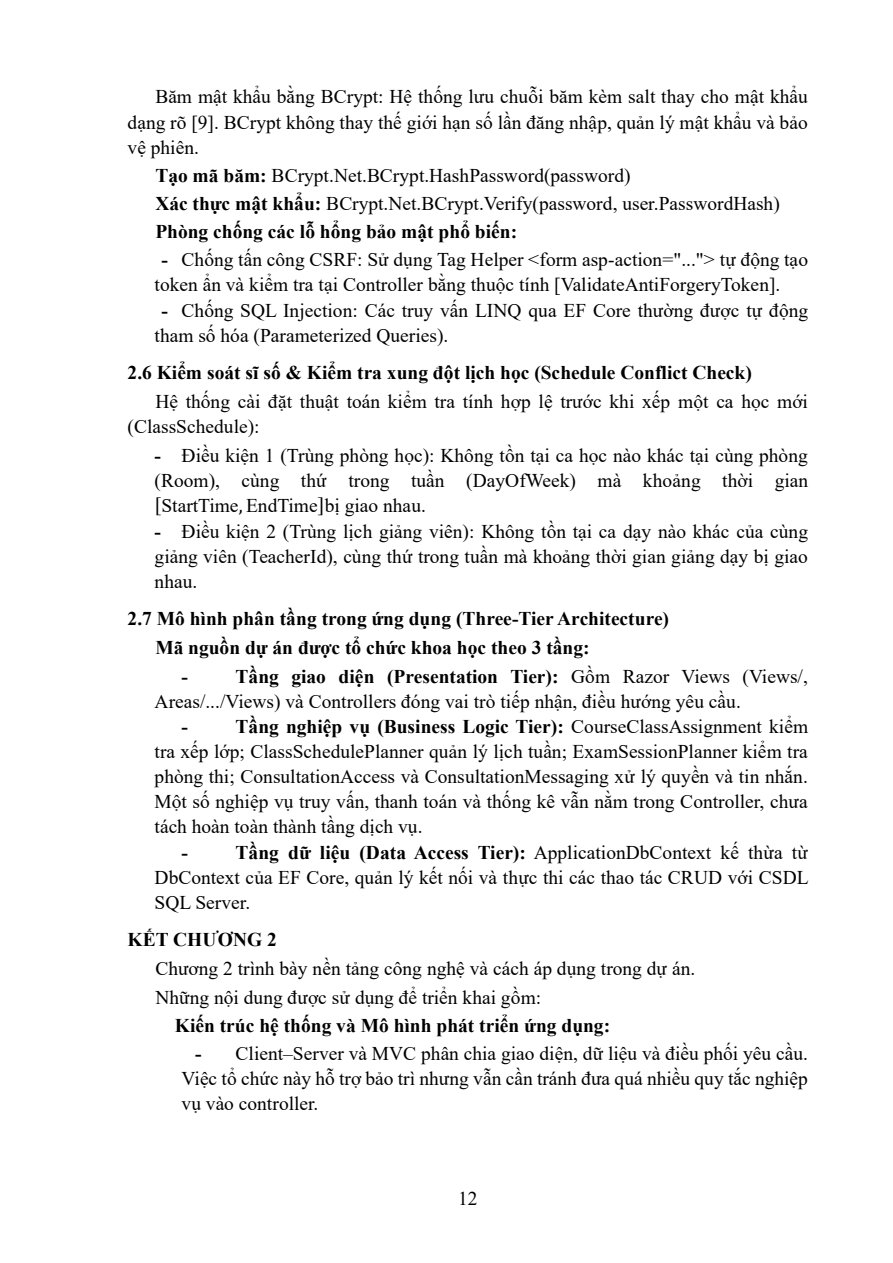 Băm mật khẩu bằng BCrypt: Hệ thống lưu chuỗi băm kèm salt thay cho mật khẩu
dạng rõ [9]. BCrypt không thay thế giới hạn số lần đăng nhập, quản lý mật khẩu và bảo
vệ phiên.
Tạo mã băm: BCrypt.Net.BCrypt.HashPassword(password)
Xác thực mật khẩu: BCrypt.Net.BCrypt.Verify(password, user.PasswordHash)
Phòng chống các lỗ hổng bảo mật phổ biến:
- Chống tấn công CSRF: Sử dụng Tag Helper <form asp-action="..."> tự động tạo
token ẩn và kiểm tra tại Controller bằng thuộc tính [ValidateAntiForgeryToken].
- Chống SQL Injection: Các truy vấn LINQ qua EF Core thường được tự động
tham số hóa (Parameterized Queries).
2.6 Kiểm soát sĩ số & Kiểm tra xung đột lịch học (Schedule Conflict Check)
Hệ thống cài đặt thuật toán kiểm tra tính hợp lệ trước khi xếp một ca học mới
(ClassSchedule):
- Điều kiện 1 (Trùng phòng học): Không tồn tại ca học nào khác tại cùng phòng
(Room), cùng thứ trong tuần (DayOfWeek) mà khoảng thời gian
[StartTime, EndTime]bị giao nhau.
- Điều kiện 2 (Trùng lịch giảng viên): Không tồn tại ca dạy nào khác của cùng
giảng viên (TeacherId), cùng thứ trong tuần mà khoảng thời gian giảng dạy bị giao
nhau.
2.7 Mô hình phân tầng trong ứng dụng (Three-Tier Architecture)
Mã nguồn dự án được tổ chức khoa học theo 3 tầng:
- Tầng giao diện (Presentation Tier): Gồm Razor Views (Views/,
Areas/.../Views) và Controllers đóng vai trò tiếp nhận, điều hướng yêu cầu.
- Tầng nghiệp vụ (Business Logic Tier): CourseClassAssignment kiểm
tra xếp lớp; ClassSchedulePlanner quản lý lịch tuần; ExamSessionPlanner kiểm tra
phòng thi; ConsultationAccess và ConsultationMessaging xử lý quyền và tin nhắn.
Một số nghiệp vụ truy vấn, thanh toán và thống kê vẫn nằm trong Controller, chưa
tách hoàn toàn thành tầng dịch vụ.
- Tầng dữ liệu (Data Access Tier): ApplicationDbContext kế thừa từ
DbContext của EF Core, quản lý kết nối và thực thi các thao tác CRUD với CSDL
SQL Server.
KẾT CHƯƠNG 2
Chương 2 trình bày nền tảng công nghệ và cách áp dụng trong dự án.
Những nội dung được sử dụng để triển khai gồm:
Kiến trúc hệ thống và Mô hình phát triển ứng dụng:
- Client–Server và MVC phân chia giao diện, dữ liệu và điều phối yêu cầu.
Việc tổ chức này hỗ trợ bảo trì nhưng vẫn cần tránh đưa quá nhiều quy tắc nghiệp
vụ vào controller.
12